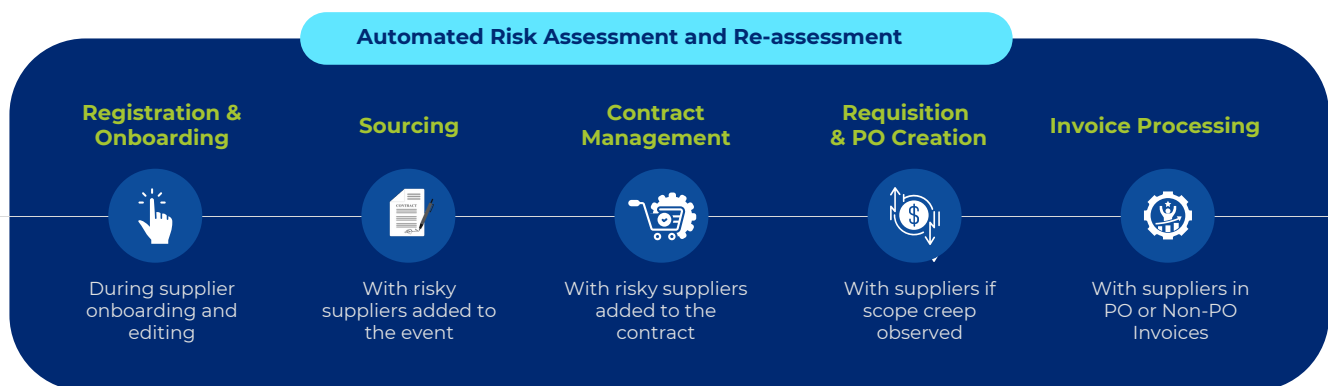 Automated Risk Assessment and Re-assessment
Registration &
Onboarding
During supplier
onboarding and
editing
Sourcing
CONTRACT
With risky
suppliers added to
the event
Contract
Management
With risky suppliers
added to the
contract
Requisition
& PO Creation
$
With suppliers if
scope creep
observed
Invoice Processing
With suppliers in
PO or Non-PO
Invoices